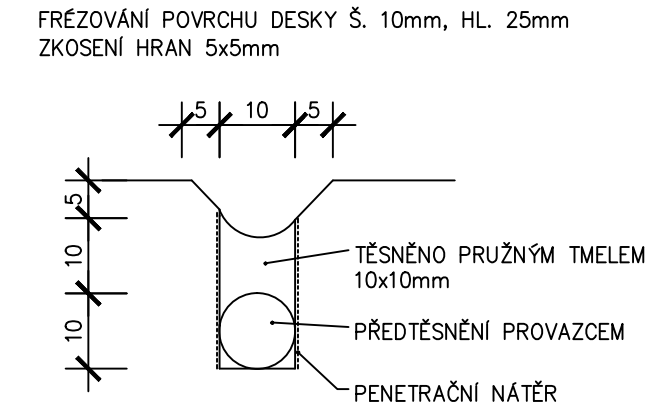 FRÉZOVÁNÍ POVRCHU DESKY Š. 10mm, HL. 25mm
ZKOSENÍ HRAN 5x5mm
5 10 5
5
10
TĚSNĚNO PRUŽNÝM TMELEM
10x10mm
10
PŘEDTĚSNĚNÍ PROVAZCEM
PENETRAČNÍ NÁTĚR